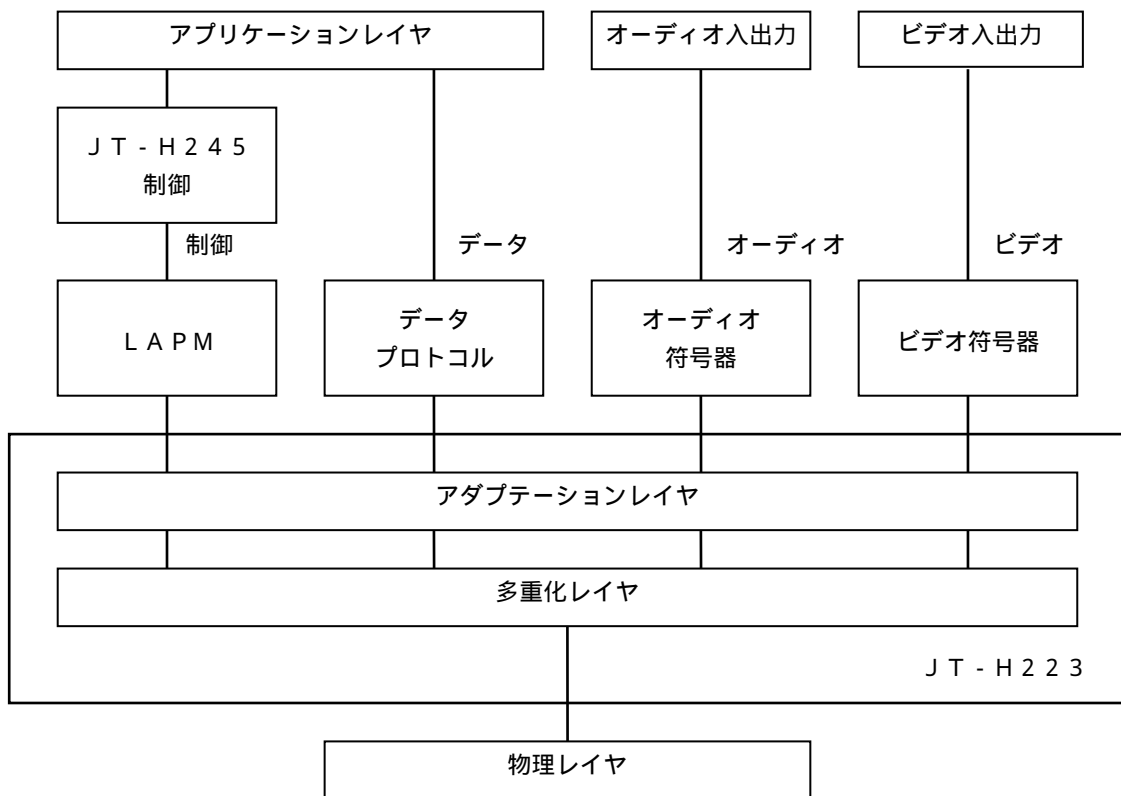 アプリケーションレイヤ
オーディオ入出力
ビデオ入出力
ＪＴ-Ｈ２４５
制御
制御
データ
オーディオ
ビデオ
ＬＡＰＭ
データ
プロトコル
オーディオ
符号器
ビデオ符号器
アダプテーションレイヤ
多重化レイヤ
ＪＴ-Ｈ２２３
物理レイヤ